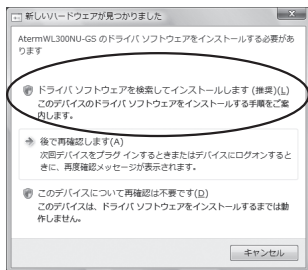 新しいハードウェアが見つかりました
AtermWL300NU-GS のドライバ ソフトウェアをインストールする必要があ
ります
ドライバ ソフトウェアを検索してインストールします (推奨)(L)
このデバイスのドライバ ソフトウェアをインストールする手順をご案
内します。
後で再確認します(A)
次回デバイスをプラグ インするときまたはデバイスにログオンすると
きに、再度確認メッセージが表示されます。
このデバイスについて再確認は不要です(D)
このデバイスは、ドライバ ソフトウェアをインストールするまでは動
作しません。
キャンセル